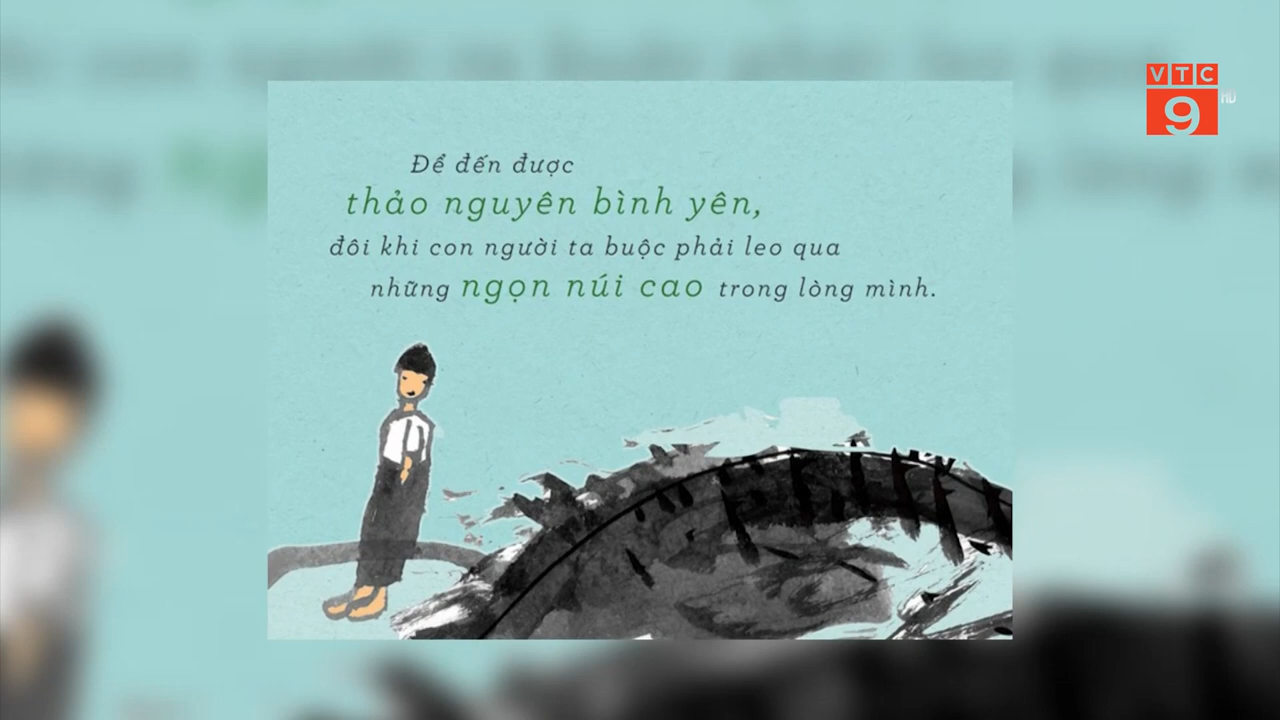 VTC
9
HD
Để đến được
thảo nguyên bình yên,
đôi khi con người ta buộc phải leo qua
những ngọn núi cao trong lòng mình.